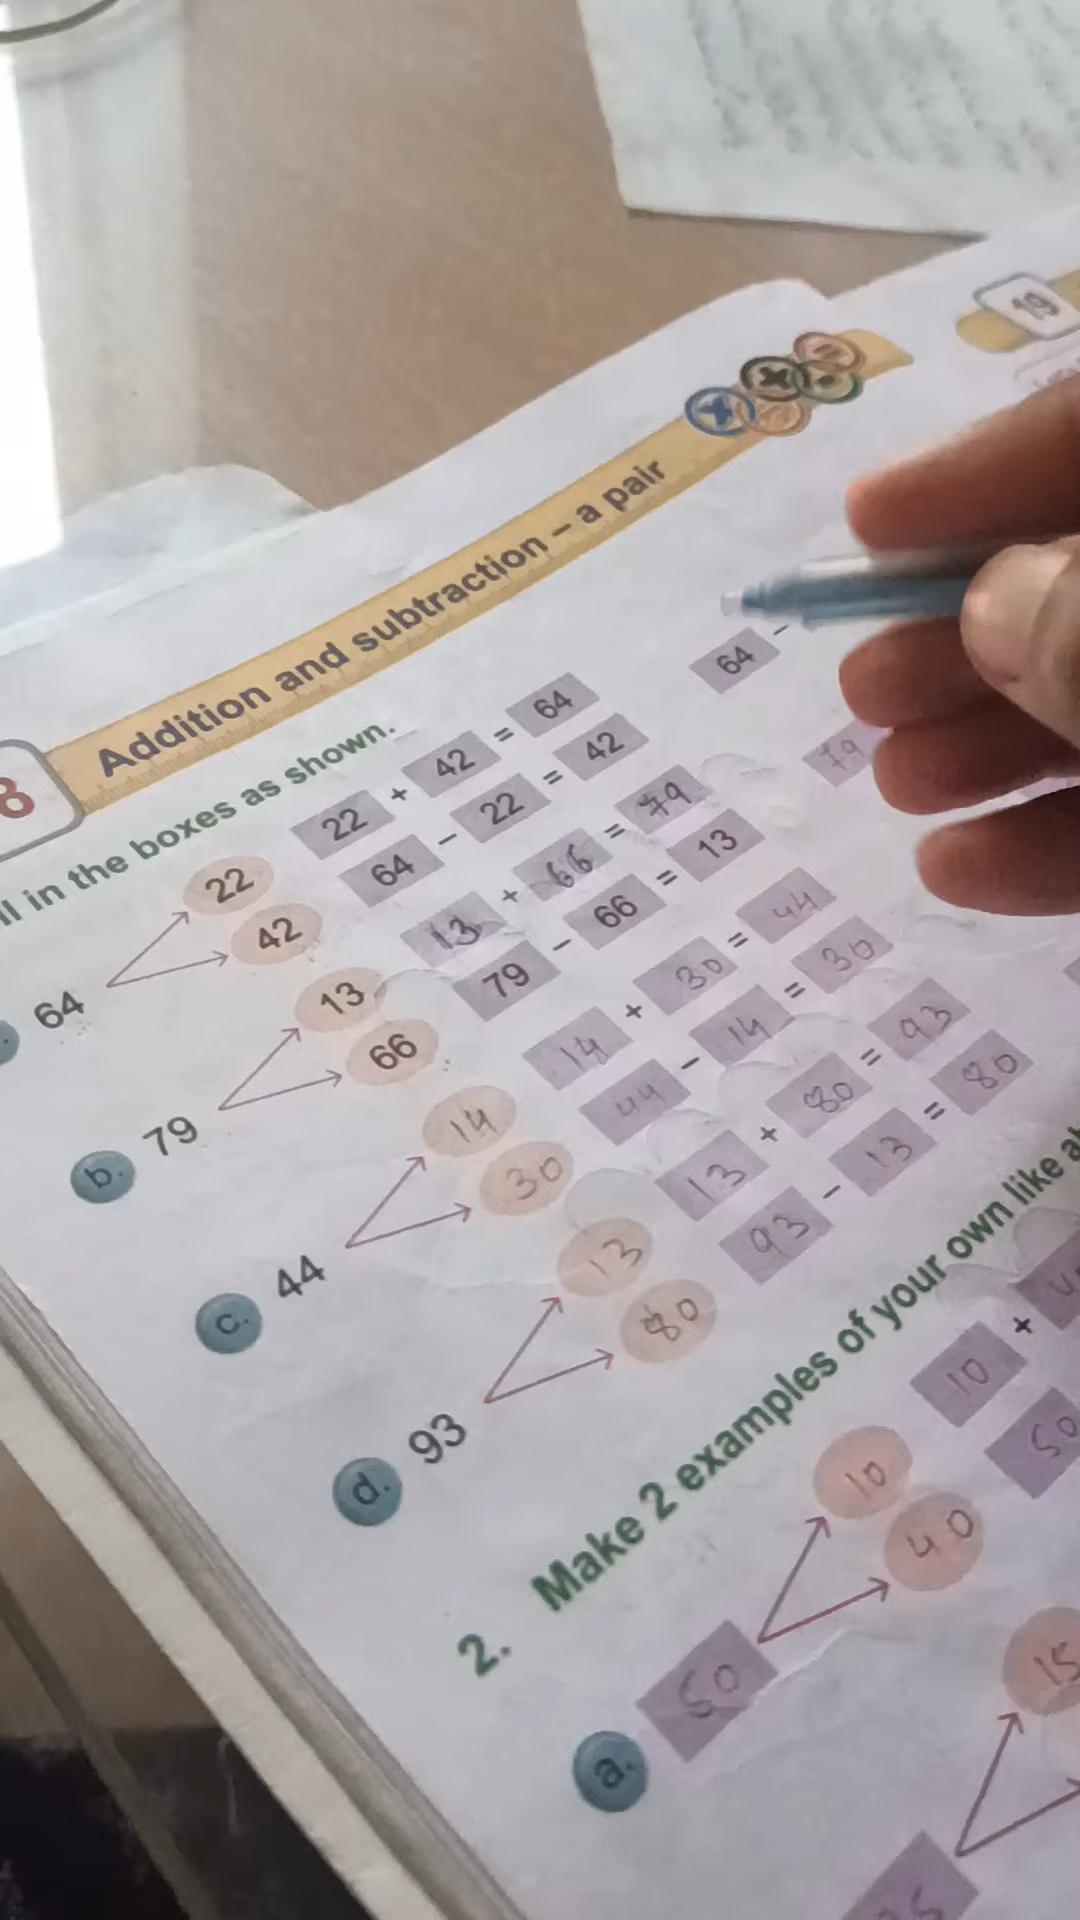 19
8 Addition and subtraction – a pair
in the boxes as shown.
64 22 42
22 + 42 = 64
64 − 22 = 42
64 −
b. 79 13 66
13 + 66 = 79
79 − 66 = 13
79
c. 44 14 30
14 + 30 = 44
44 − 14 = 30
d. 93 13 80
13 + 80 = 93
93 − 13 = 80
2. Make 2 examples of your own like
a. 50 10 40
10 +
50
15